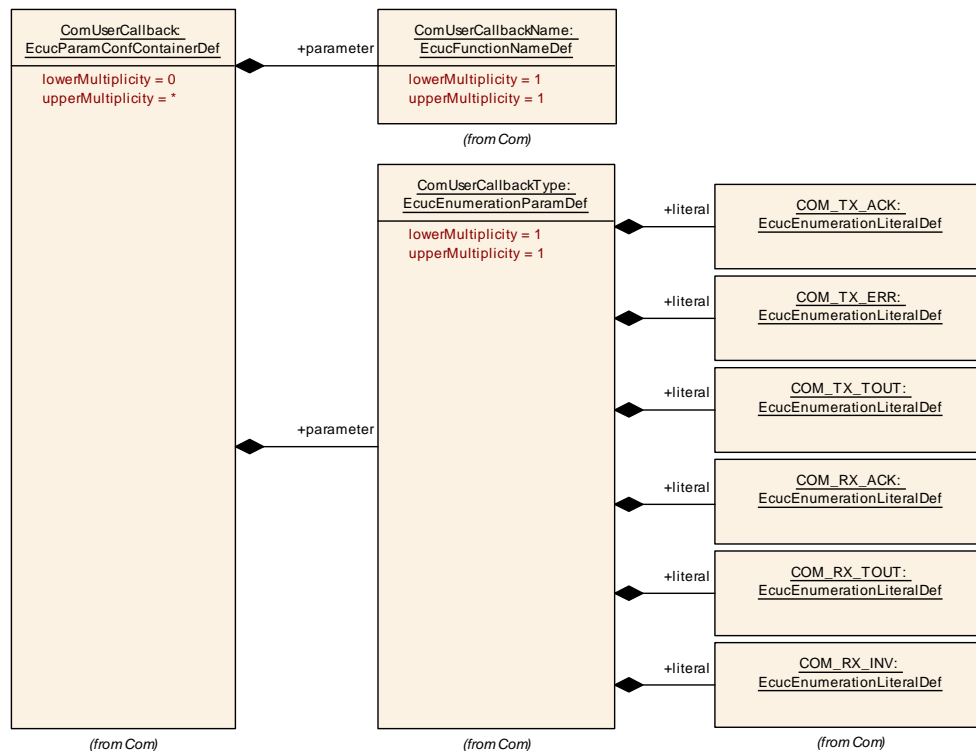 ComUserCallback:
EcucParamConfContainerDef
lowerMultiplicity = 0
upperMultiplicity = *
+parameter
ComUserCallbackName:
EcucFunctionNameDef
lowerMultiplicity = 1
upperMultiplicity = 1
(from Com)
+parameter
ComUserCallbackType:
EcucEnumerationParamDef
lowerMultiplicity = 1
upperMultiplicity = 1
+literal
COM_TX_ACK:
EcucEnumerationLiteralDef
+literal
COM_TX_ERR:
EcucEnumerationLiteralDef
+literal
COM_TX_TOUT:
EcucEnumerationLiteralDef
+literal
COM_RX_ACK:
EcucEnumerationLiteralDef
+literal
COM_RX_TOUT:
EcucEnumerationLiteralDef
+literal
COM_RX_INV:
EcucEnumerationLiteralDef
(from Com)
(from Com)
(from Com)